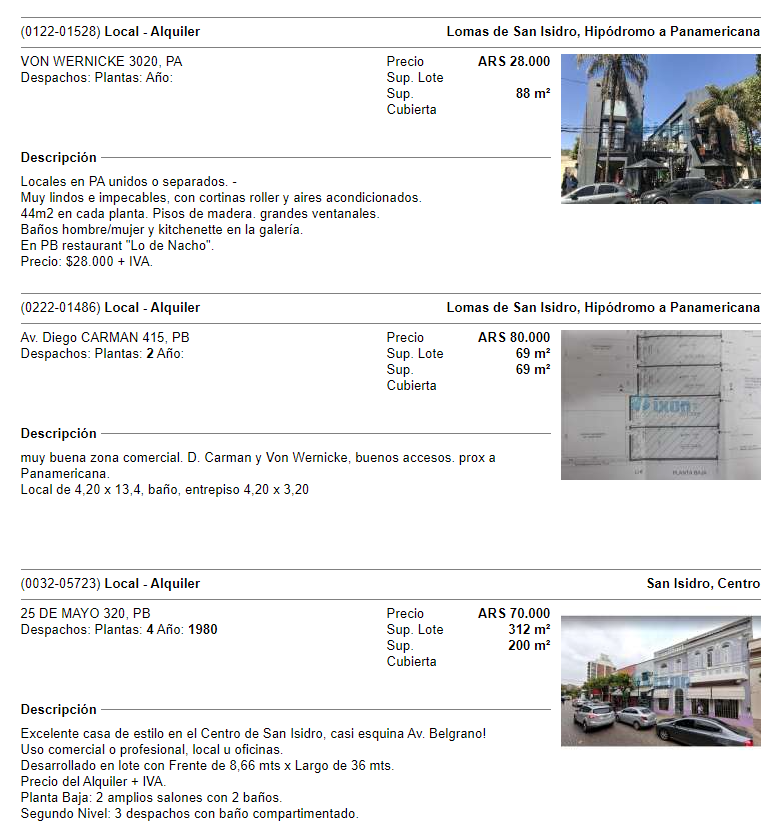 (0122-01528) Local - Alquiler Lomas de San Isidro, Hipódromo a Panamericana
VON WERNICKE 3020, PA Precio ARS 28.000
Despachos: Plantas: Año: Sup. Lote
Sup. 88 m²
Cubierta
Descripción
Locales en PA unidos o separados. -
Muy lindos e impecables, con cortinas roller y aires acondicionados.
44m2 en cada planta. Pisos de madera. grandes ventanales.
Baños hombre/mujer y kitchenette en la galería.
En PB restaurant "Lo de Nacho".
Precio: $28.000 + IVA.
(0222-01486) Local - Alquiler Lomas de San Isidro, Hipódromo a Panamericana
Av. Diego CARMAN 415, PB Precio ARS 80.000
Despachos: Plantas: 2 Año: Sup. Lote 69 m²
Sup. 69 m²
Cubierta
PLANTA BAJA
Descripción
muy buena zona comercial. D. Carman y Von Wernicke, buenos accesos. prox a
Panamericana.
Local de 4,20 x 13,4, baño, entrepiso 4,20 x 3,20
(0032-05723) Local - Alquiler San Isidro, Centro
25 DE MAYO 320, PB Precio ARS 70.000
Despachos: Plantas: 4 Año: 1980 Sup. Lote 312 m²
Sup. 200 m²
Cubierta
Descripción
Excelente casa de estilo en el Centro de San Isidro, casi esquina Av. Belgrano!
Uso comercial o profesional, local u oficinas.
Desarrollado en lote con Frente de 8,66 mts x Largo de 36 mts.
Precio del Alquiler + IVA.
Planta Baja: 2 amplios salones con 2 baños.
Segundo Nivel: 3 despachos con baño compartimentado.